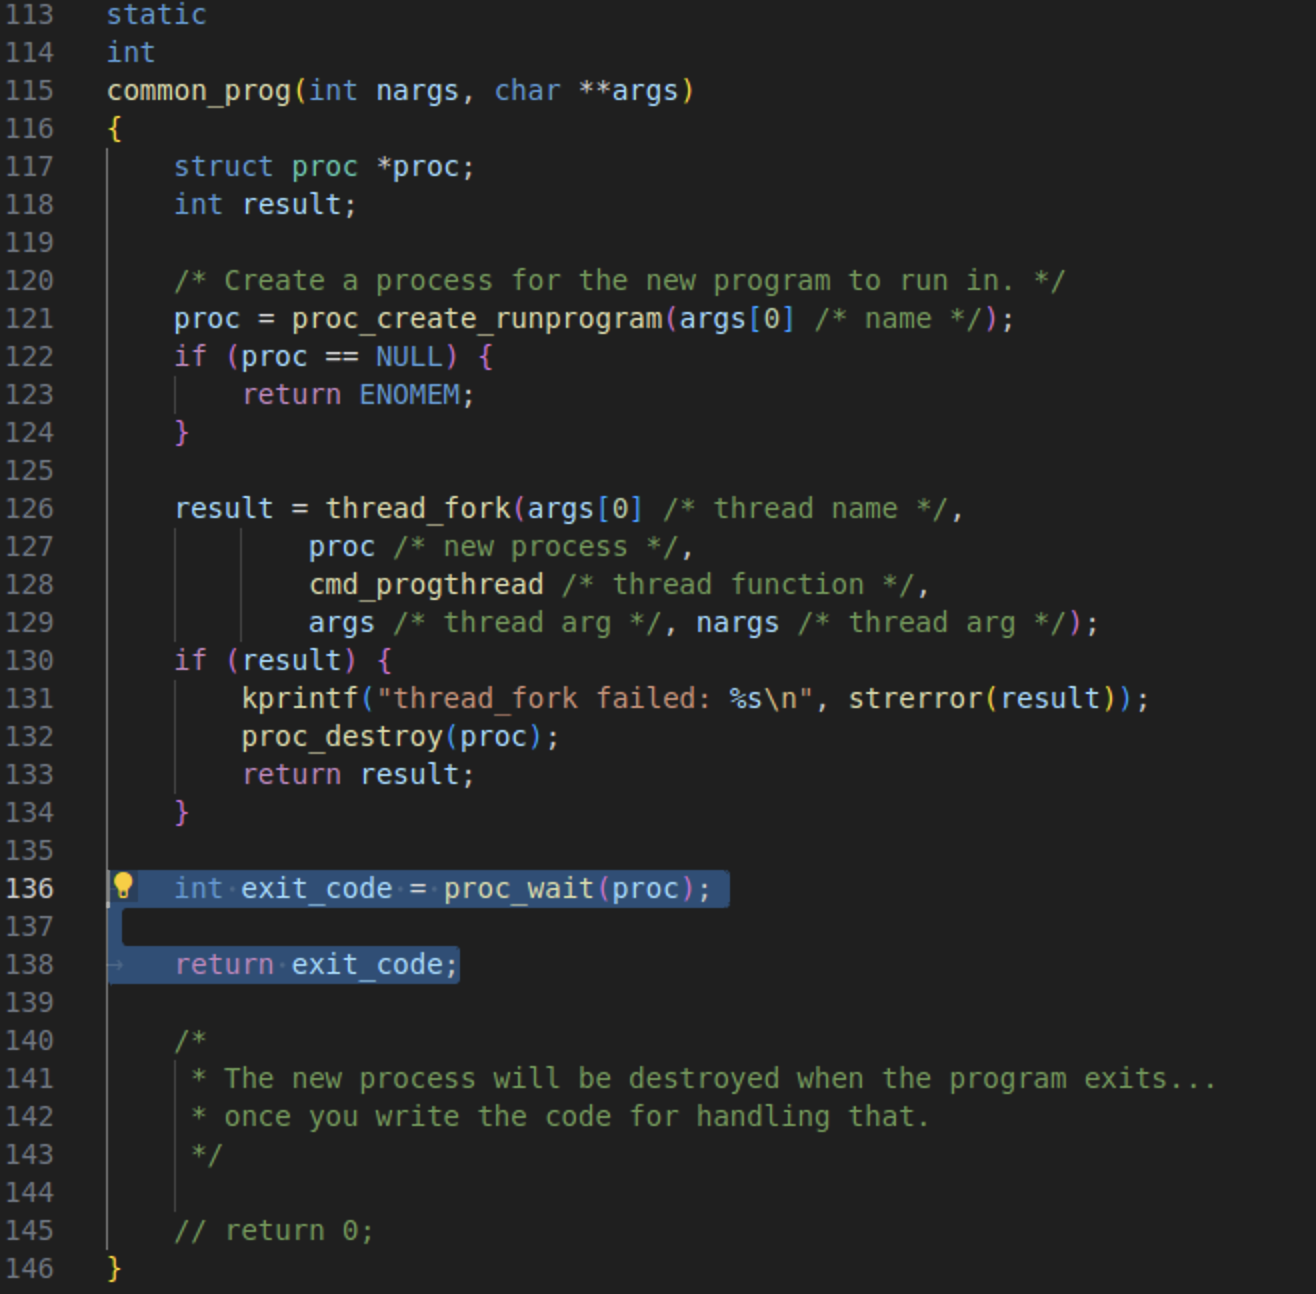 113 static
114 int
115 common_prog(int nargs, char **args)
116 {
117     struct proc *proc;
118     int result;
119
120     /* Create a process for the new program to run in. */
121     proc = proc_create_runprogram(args[0] /* name */);
122     if (proc == NULL) {
123         return ENOMEM;
124     }
125
126     result = thread_fork(args[0] /* thread name */,
127             proc /* new process */,
128             cmd_progthread /* thread function */,
129             args /* thread arg */, nargs /* thread arg */);
130     if (result) {
131         kprintf("thread_fork failed: %s\n", strerror(result));
132         proc_destroy(proc);
133         return result;
134     }
135
136     int exit_code = proc_wait(proc);
137
138     return exit_code;
139
140     /*
141      * The new process will be destroyed when the program exits...
142      * once you write the code for handling that.
143      */
144
145     // return 0;
146 }